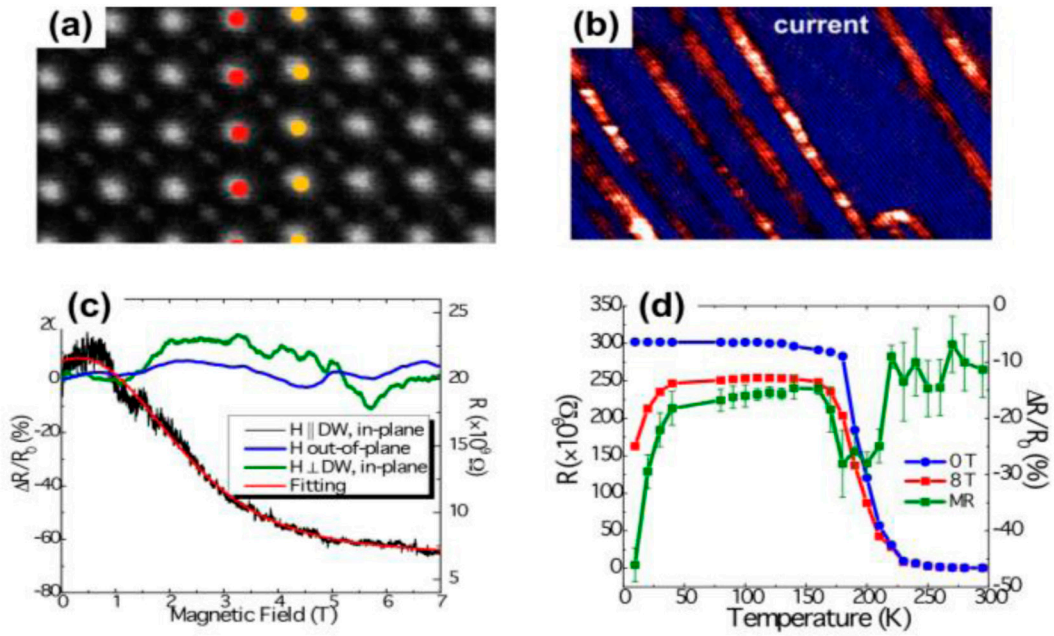 (a)
(b)
current
(c)
20
0
-20
-40
-60
-80
ΔR/R₀ (%)
25
20
15
10
5
R (×10⁹Ω)
H || DW, in-plane
H out-of-plane
H ⊥ DW, in-plane
Fitting
0 1 2 3 4 5 6 7
Magnetic Field (T)
(d)
350
300
250
200
150
100
50
0
R (×10⁹Ω)
0
-10
-20
-30
-40
-50
ΔR/R₀ (%)
0 T
8 T
MR
0 50 100 150 200 250 300
Temperature (K)